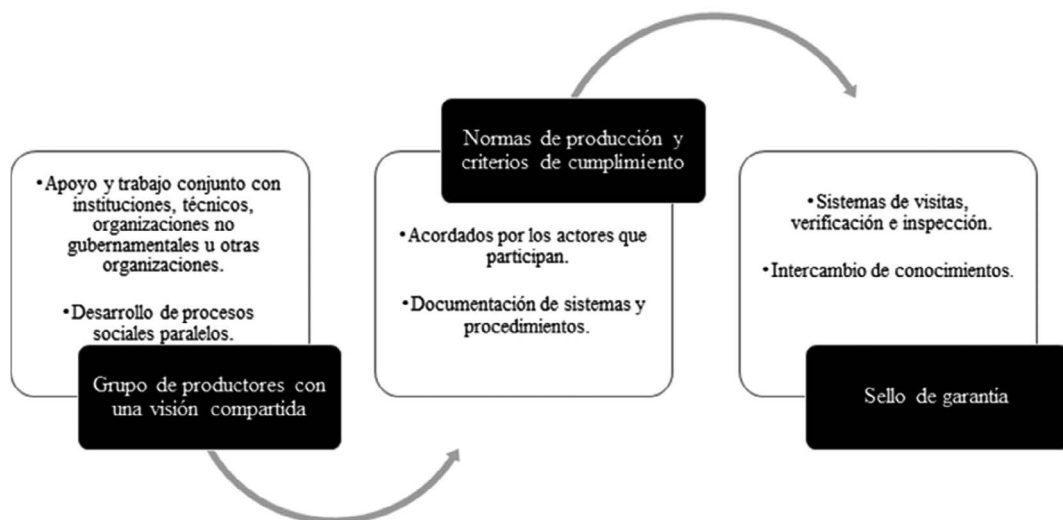 •Apoyo y trabajo conjunto con
instituciones, técnicos,
organizaciones no
gubernamentales u otras
organizaciones.
•Desarrollo de procesos
sociales paralelos.
Grupo de productores con
una visión compartida
Normas de producción y
criterios de cumplimiento
•Acordados por los actores que
participan.
•Documentación de sistemas y
procedimientos.
•Sistemas de visitas,
verificación e inspección.
•Intercambio de conocimientos.
Sello de garantía